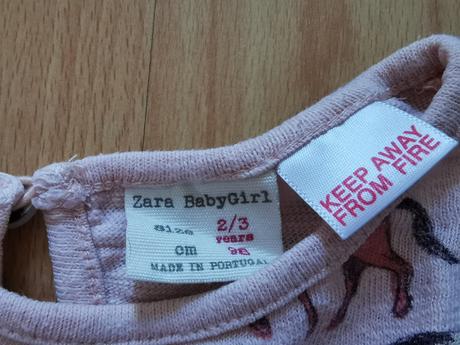 Zara BabyGirl
size 2/3
years
cm 98
MADE IN PORTUGAL
KEEP AWAY
FROM FIRE